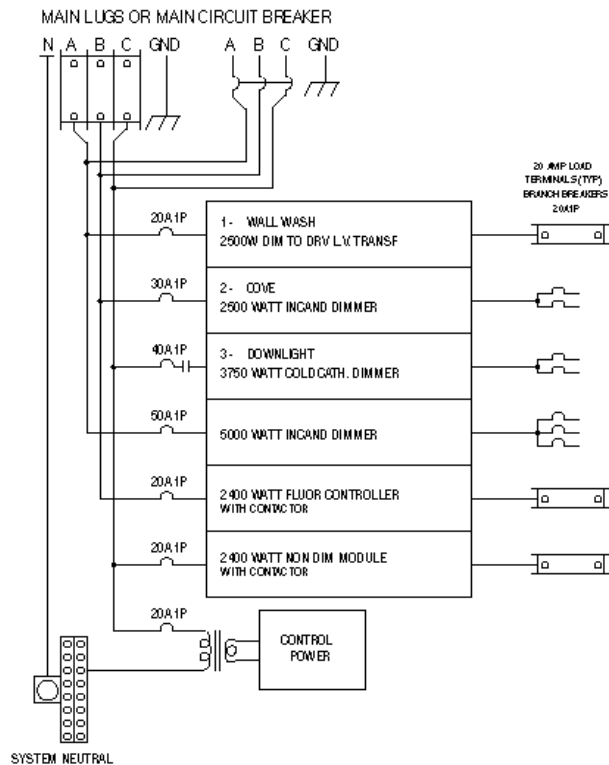 MAIN LUGS OR MAIN CIRCUIT BREAKER
N A B C GND
A B C GND
20 AMP LOAD
TERMINALS (TYP)
BRANCH BREAKERS
20A1P
20A1P
1- WALL WASH
2500W DIM TO DRV L.V. TRANSF
30A1P
2- COVE
2500 WATT INCAND DIMMER
40A1P
3- DOWNLIGHT
3750 WATT COLD CATH. DIMMER
50A1P
5000 WATT INCAND DIMMER
20A1P
2400 WATT FLUOR CONTROLLER
WITH CONTACTOR
20A1P
2400 WATT NON DIM MODULE
WITH CONTACTOR
20A1P
CONTROL
POWER
SYSTEM NEUTRAL